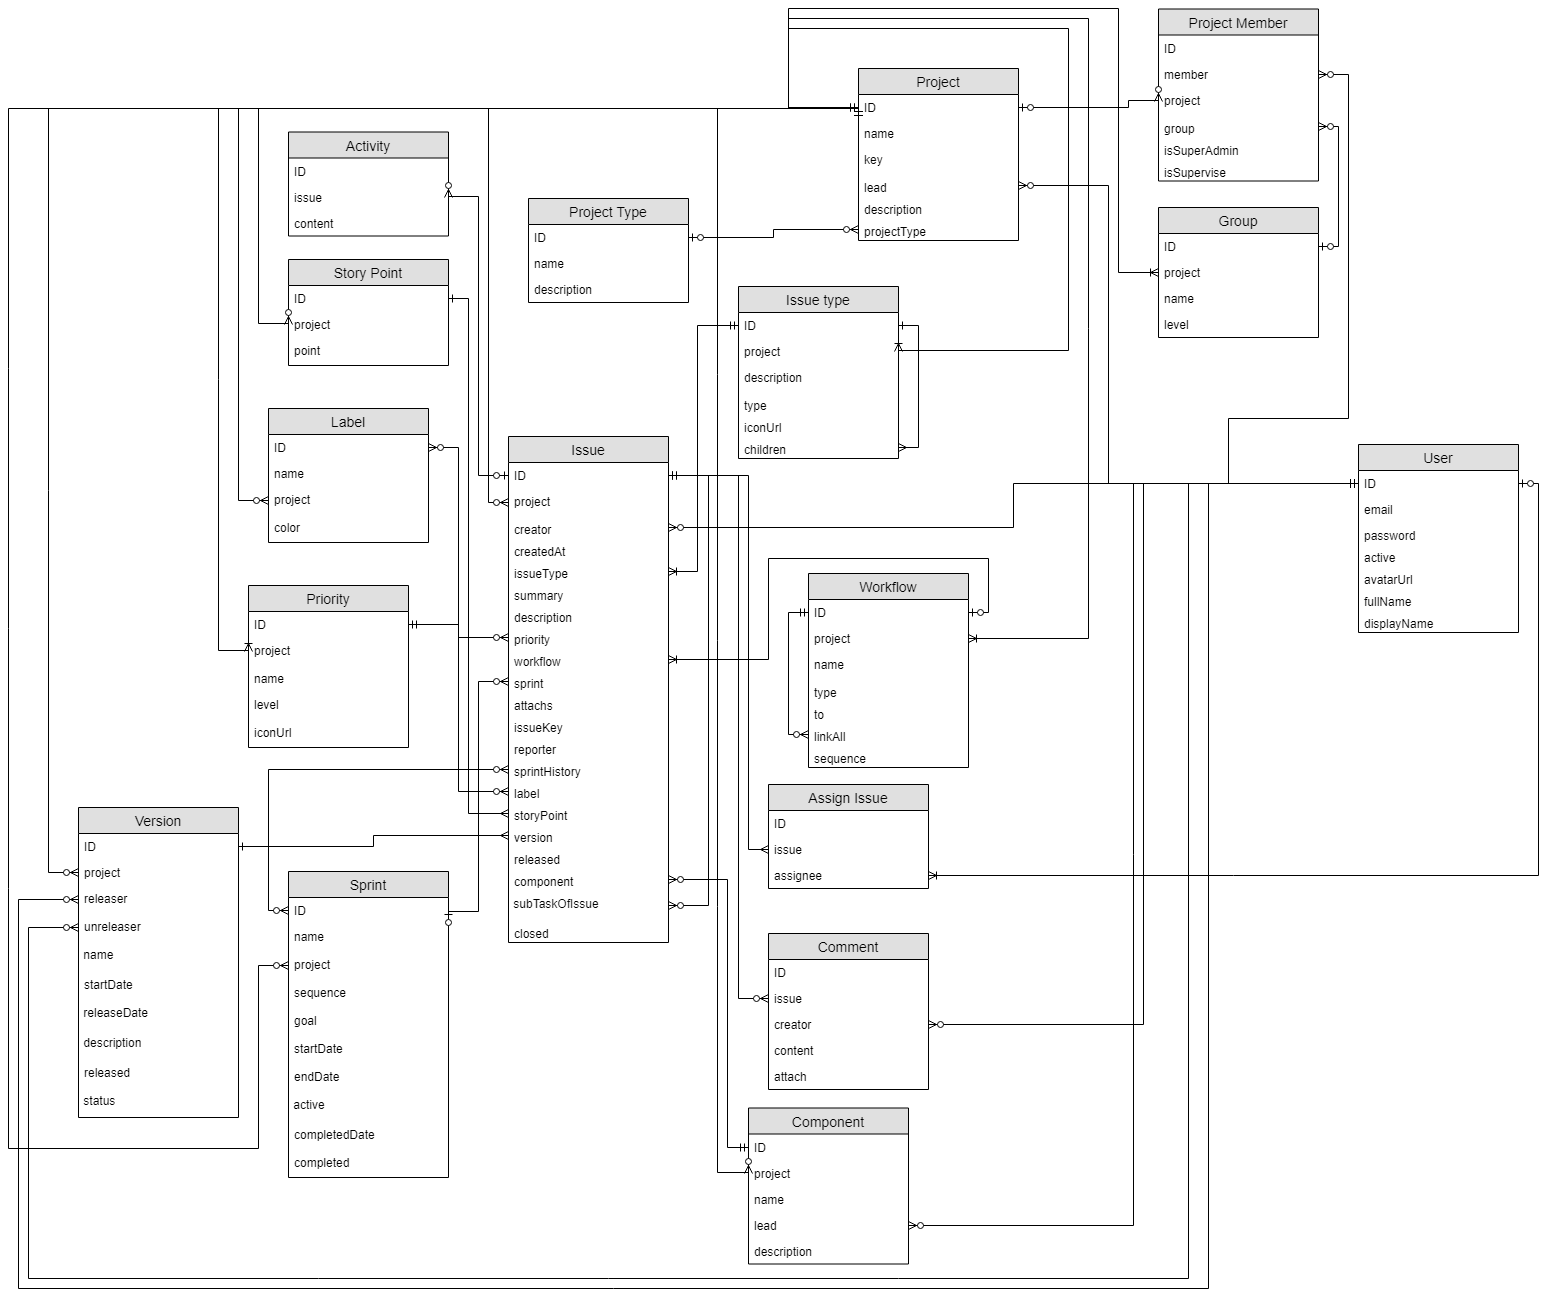 Project Member
ID
member
project
group
isSuperAdmin
isSupervise
Project
ID
name
key
lead
description
projectType
Activity
ID
issue
content
Project Type
ID
name
description
Group
ID
project
name
level
Story Point
ID
project
point
Issue type
ID
project
description
type
iconUrl
children
Label
ID
name
project
color
Issue
ID
project
creator
createdAt
issueType
summary
description
priority
workflow
sprint
attachs
issueKey
reporter
sprintHistory
label
storyPoint
version
released
component
subTaskOfIssue
closed
User
ID
email
password
active
avatarUrl
fullName
displayName
Workflow
ID
project
name
type
to
linkAll
sequence
Priority
ID
project
name
level
iconUrl
Assign Issue
ID
issue
assignee
Version
ID
project
releaser
unreleaser
name
startDate
releaseDate
description
released
status
Sprint
ID
name
project
sequence
goal
startDate
endDate
active
completedDate
completed
Comment
ID
issue
creator
content
attach
Component
ID
project
name
lead
description